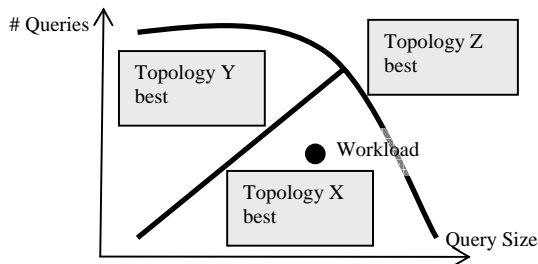 # Queries
Topology Z
best
Topology Y
best
Workload
Topology X
best
Query Size